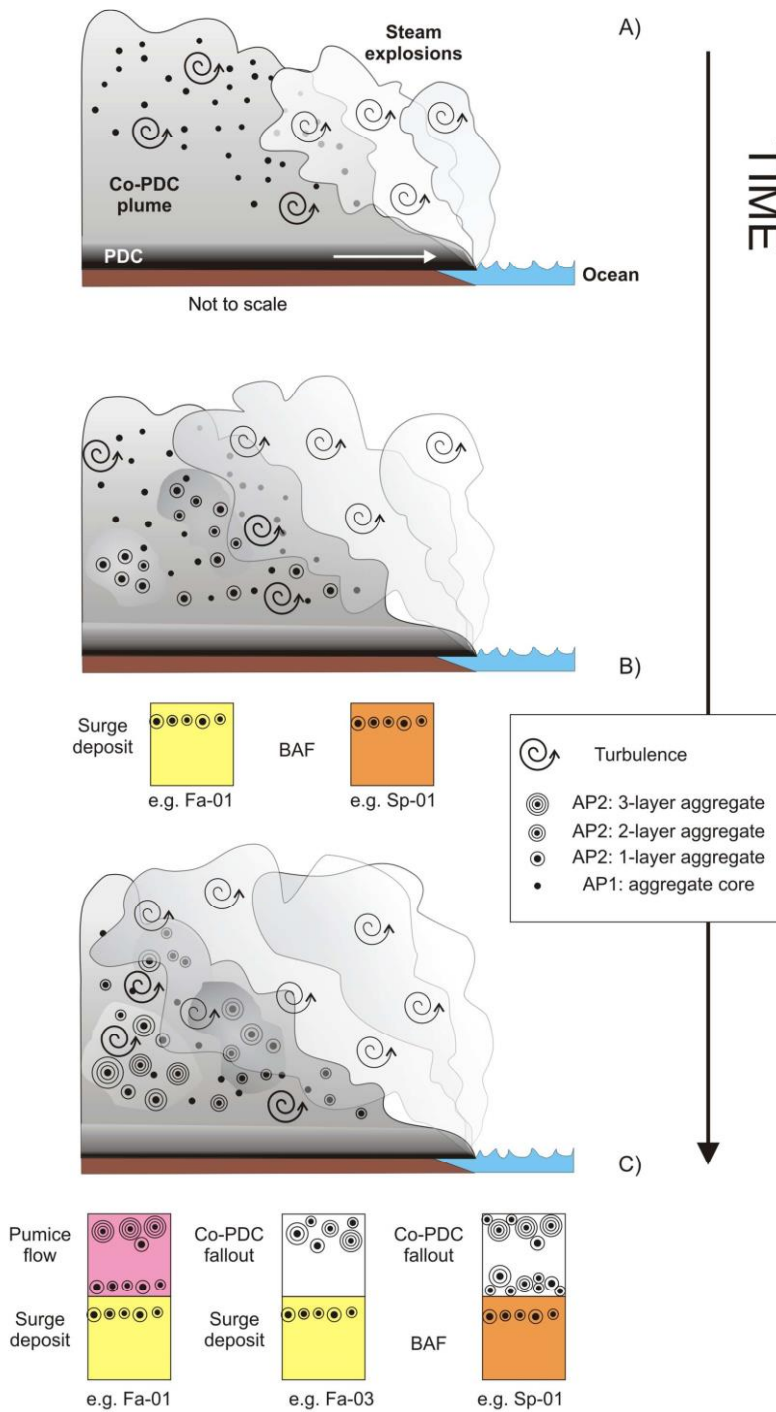 A)
Steam
explosions
TIME
Co-PDC
plume
PDC
Ocean
Not to scale
B)
Surge
deposit
BAF
e.g. Fa-01
e.g. Sp-01
Turbulence
AP2: 3-layer aggregate
AP2: 2-layer aggregate
AP2: 1-layer aggregate
AP1: aggregate core
C)
Pumice
flow
Co-PDC
fallout
Co-PDC
fallout
Surge
deposit
Surge
deposit
BAF
e.g. Fa-01
e.g. Fa-03
e.g. Sp-01